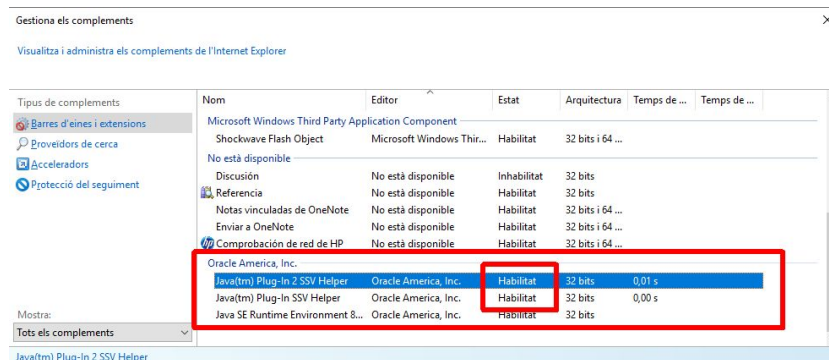 Gestiona els complements
Visualitza i administra els complements de l'Internet Explorer
Tipus de complements
Barres d'eines i extensions
Proveïdors de cerca
Acceleradors
Protecció del seguiment
Mostra:
Tots els complements
Nom Editor Estat Arquitectura Temps de ... Temps de ...
Microsoft Windows Third Party Application Component
Shockwave Flash Object Microsoft Windows Thir... Habilitat 32 bits i 64 ...
No està disponible
Discusión No està disponible Inhabilitat 32 bits
Referencia No està disponible Habilitat 32 bits
Notas vinculadas de OneNote No està disponible Habilitat 32 bits i 64 ...
Enviar a OneNote No està disponible Habilitat 32 bits i 64 ...
Comprobación de red de HP No està disponible Habilitat 32 bits i 64 ...
Oracle America, Inc.
Java(tm) Plug-In 2 SSV Helper Oracle America, Inc. Habilitat 32 bits 0,01 s
Java(tm) Plug-In SSV Helper Oracle America, Inc. Habilitat 32 bits 0,00 s
Java SE Runtime Environment 8... Oracle America, Inc. Habilitat 32 bits
Java(tm) Plug-In 2 SSV Helper